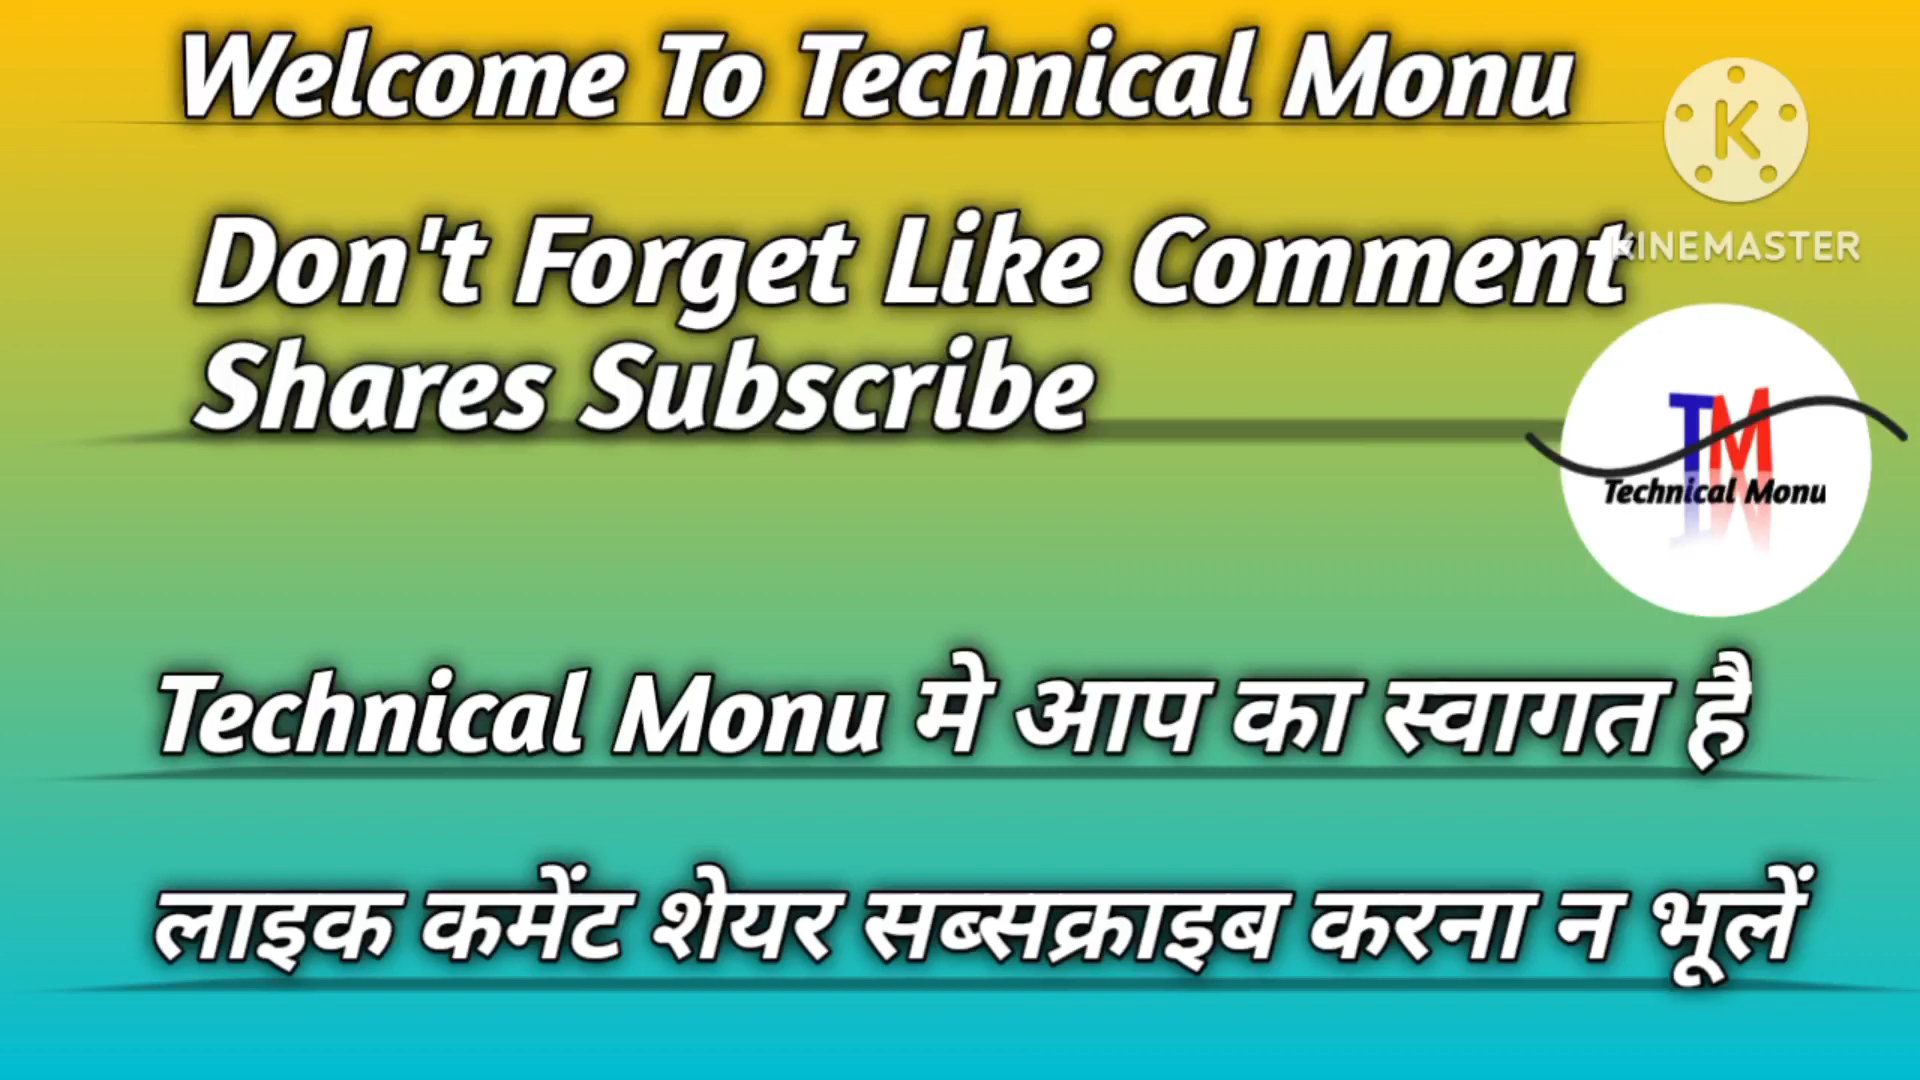 Welcome To Technical Monu
K
KINEMASTER
Don't Forget Like Comment
Shares Subscribe
TM
Technical Monu
Technical Monu मे आप का स्वागत है
लाइक कमेंट शेयर सब्सक्राइब करना न भूलें